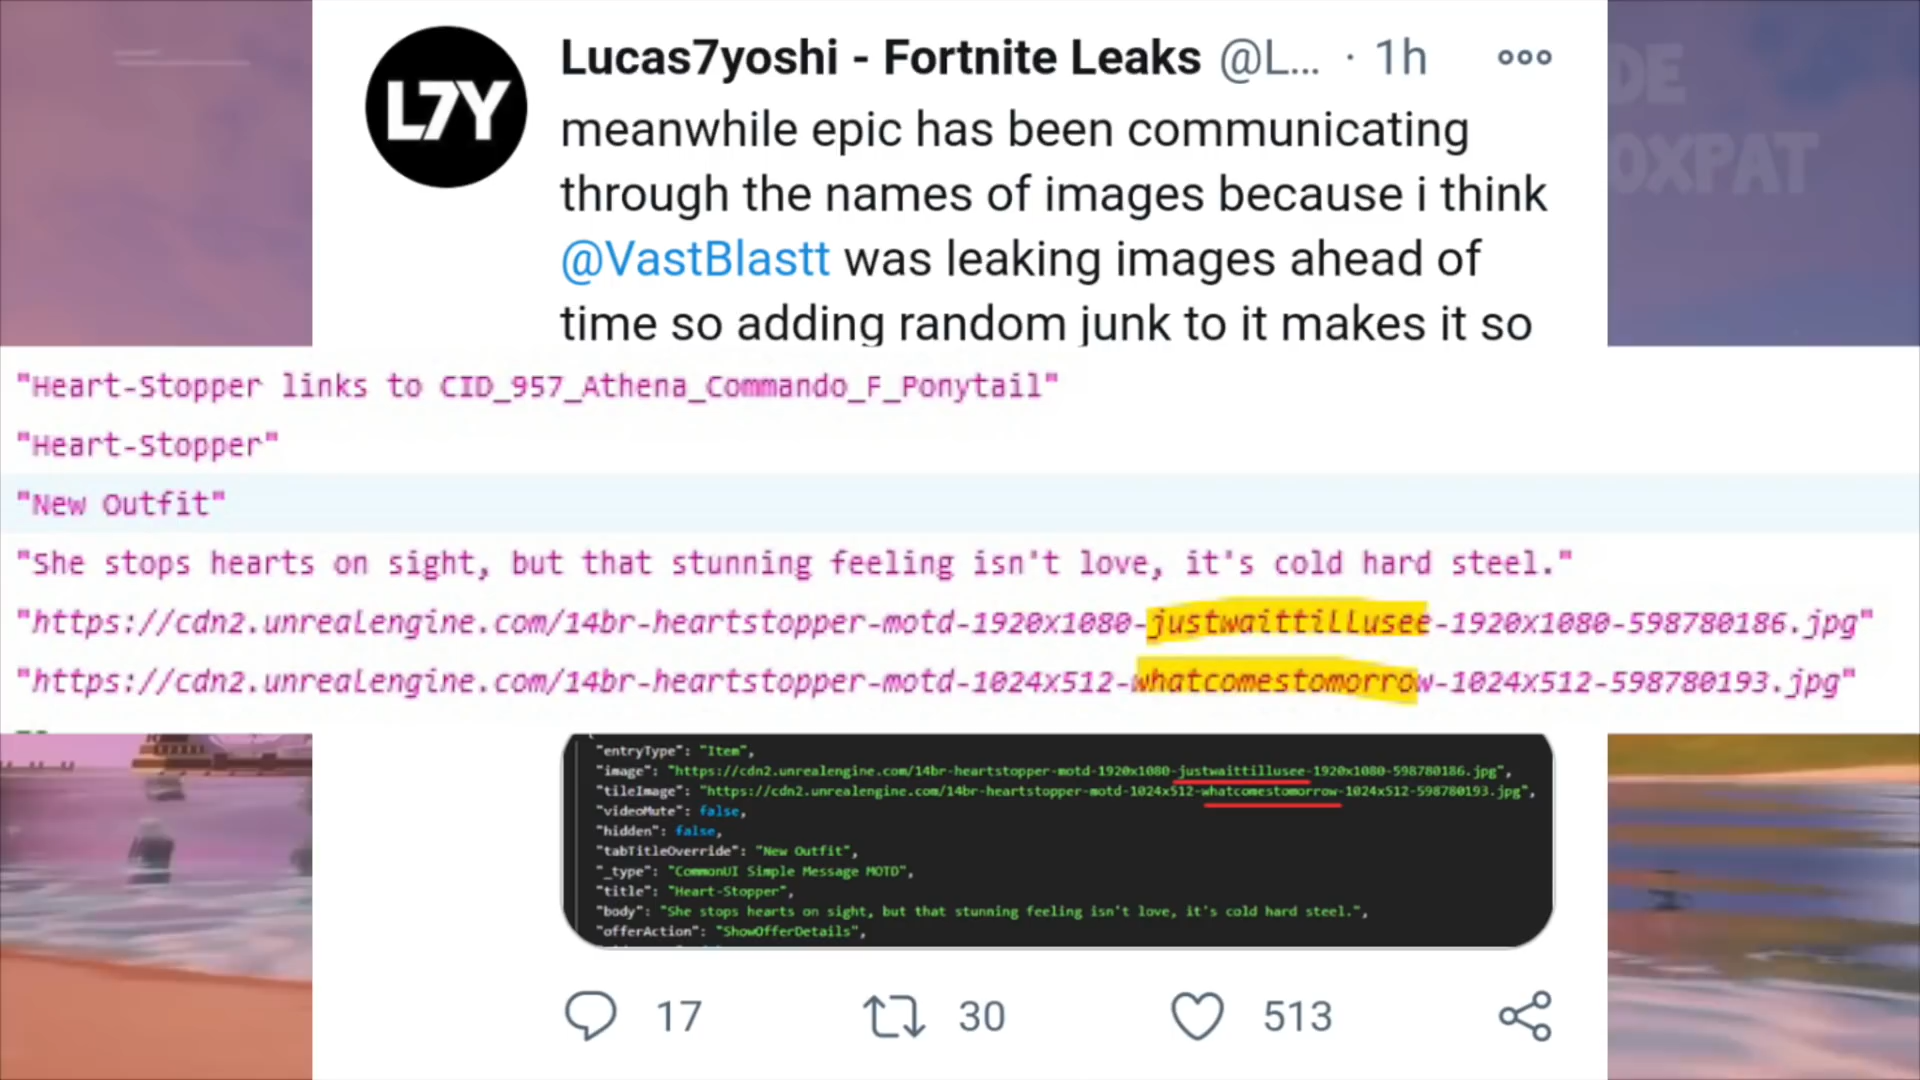 Lucas7yoshi - Fortnite Leaks @L... · 1h
L7Y
meanwhile epic has been communicating
through the names of images because i think
@VastBlastt was leaking images ahead of
time so adding random junk to it makes it so
DE
OXPAT
"Heart-Stopper links to CID_957_Athena_Commando_F_Ponytail"
"Heart-Stopper"
"New Outfit"
"She stops hearts on sight, but that stunning feeling isn't love, it's cold hard steel."
"https://cdn2.unrealengine.com/14br-heartstopper-motd-1920x1080-justwaittillusee-1920x1080-598780186.jpg"
"https://cdn2.unrealengine.com/14br-heartstopper-motd-1024x512-whatcomestomorrow-1024x512-598780193.jpg"
"entryType": "Item",
"image": "https://cdn2.unrealengine.com/14br-heartstopper-motd-1920x1080-justwaittillusee-1920x1080-598780186.jpg",
"tileImage": "https://cdn2.unrealengine.com/14br-heartstopper-motd-1024x512-whatcomestomorrow-1024x512-598780193.jpg",
"videoMute": false,
"hidden": false,
"tabTitleOverride": "New Outfit",
"_type": "CommonUI Simple Message MOTD",
"title": "Heart-Stopper",
"body": "She stops hearts on sight, but that stunning feeling isn't love, it's cold hard steel.",
"offerAction": "ShowOfferDetails",
17 30 513